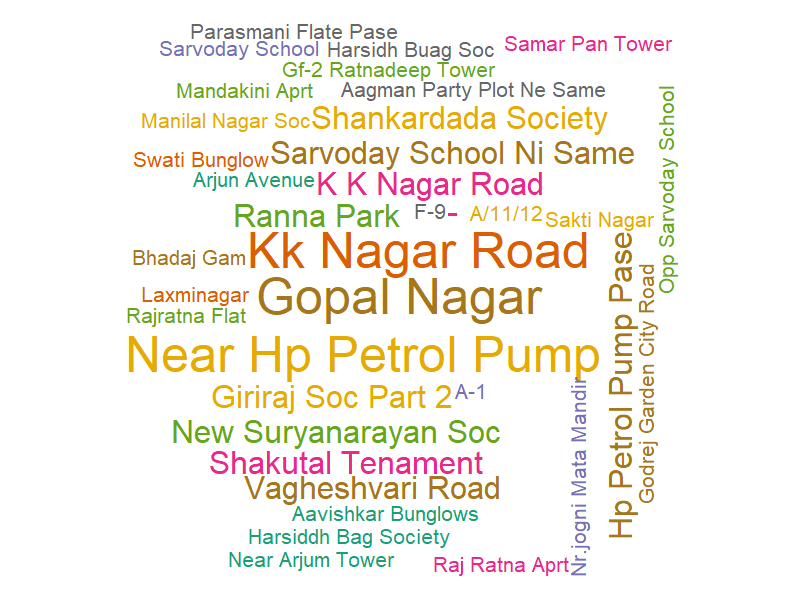 Parasmani Flate Pase
Samar Pan Tower
Sarvoday School
Harsidh Buag Soc
Gf-2 Ratnadeep Tower
Mandakini Aprt
Aagman Party Plot Ne Same
Manilal Nagar Soc
Shankardada Society
Opp Sarvoday School
Swati Bunglow
Sarvoday School Ni Same
Arjun Avenue
K K Nagar Road
Ranna Park
F-9
-
A/11/12
Sakti Nagar
Bhadaj Gam
Kk Nagar Road
Hp Petrol Pump Pase
Godrej Garden City Road
Laxminagar
Gopal Nagar
Rajratna Flat
Near Hp Petrol Pump
Giriraj Soc Part 2
A-1
Nr.jogni Mata Mandir
New Suryanarayan Soc
Shakutal Tenament
Vagheshvari Road
Aavishkar Bunglows
Harsiddh Bag Society
Near Arjum Tower
Raj Ratna Aprt